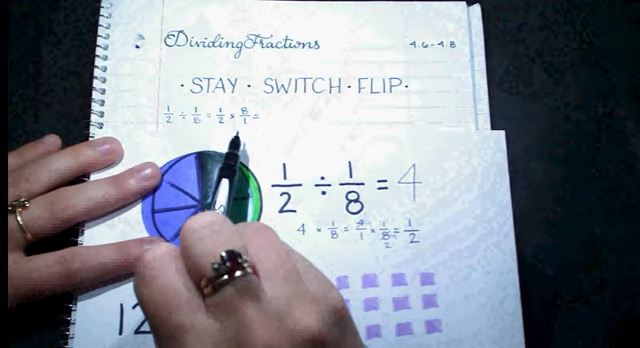 Dividing Fractions 4.6-4.8
· STAY · SWITCH · FLIP ·
1/2 ÷ 1/8 = 1/2 × 8/1 =
1/2 ÷ 1/8 = 4
4 × 1/8 = 4/1 × 1/8 = 1/2
2
12